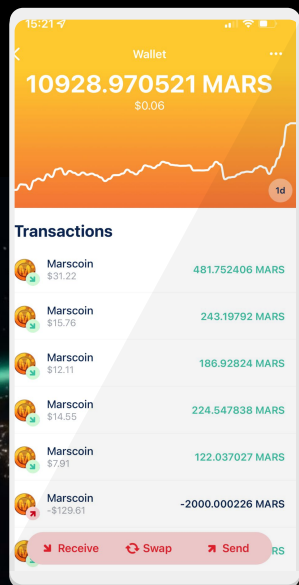 15:21
Wallet
10928.970521 MARS
$0.06
1d
Transactions
Marscoin
$31.22
481.752406 MARS
Marscoin
$15.76
243.19792 MARS
Marscoin
$12.11
186.92824 MARS
Marscoin
$14.55
224.547838 MARS
Marscoin
$7.91
122.037027 MARS
Marscoin
-$129.61
-2000.000226 MARS
Receive
Swap
Send
RS